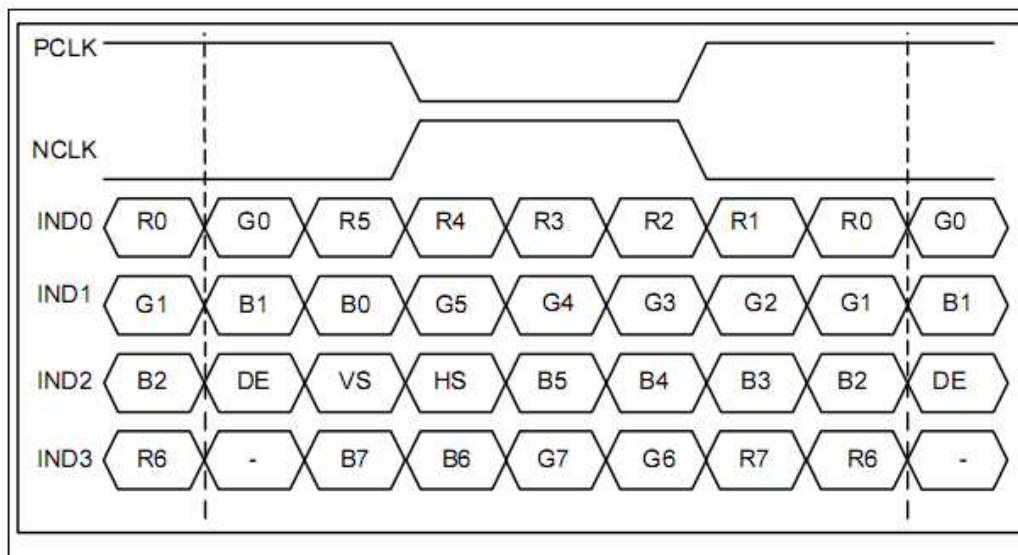 PCLK
NCLK
IND0 R0 G0 R5 R4 R3 R2 R1 R0 G0
IND1 G1 B1 B0 G5 G4 G3 G2 G1 B1
IND2 B2 DE VS HS B5 B4 B3 B2 DE
IND3 R6 - B7 B6 G7 G6 R7 R6 -